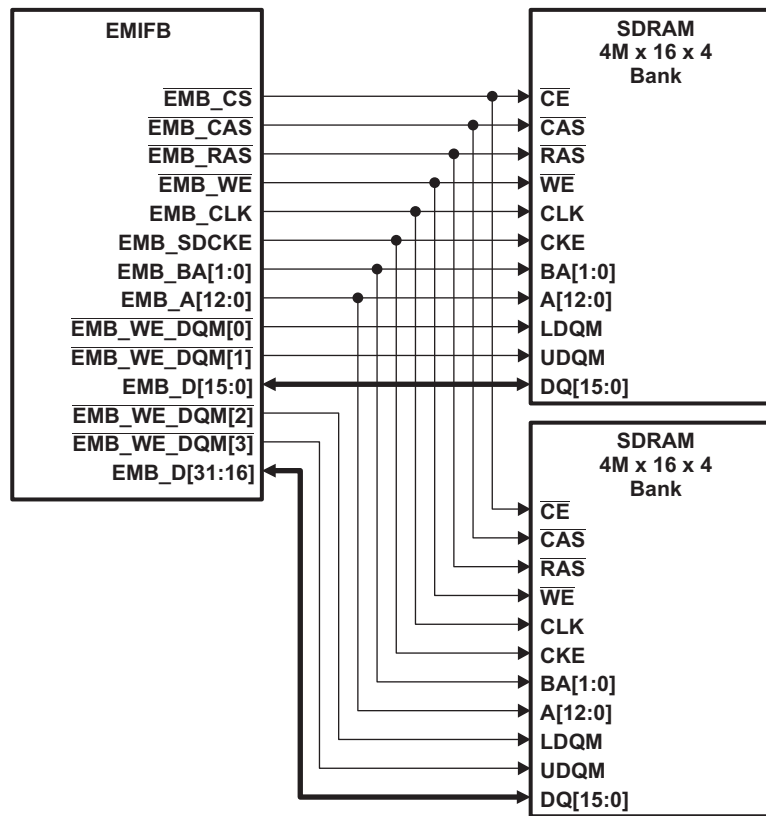 EMIFB
EMB_CS
EMB_CAS
EMB_RAS
EMB_WE
EMB_CLK
EMB_SDCKE
EMB_BA[1:0]
EMB_A[12:0]
EMB_WE_DQM[0]
EMB_WE_DQM[1]
EMB_D[15:0]
EMB_WE_DQM[2]
EMB_WE_DQM[3]
EMB_D[31:16]
SDRAM
4M x 16 x 4
Bank
CE
CAS
RAS
WE
CLK
CKE
BA[1:0]
A[12:0]
LDQM
UDQM
DQ[15:0]
SDRAM
4M x 16 x 4
Bank
CE
CAS
RAS
WE
CLK
CKE
BA[1:0]
A[12:0]
LDQM
UDQM
DQ[15:0]